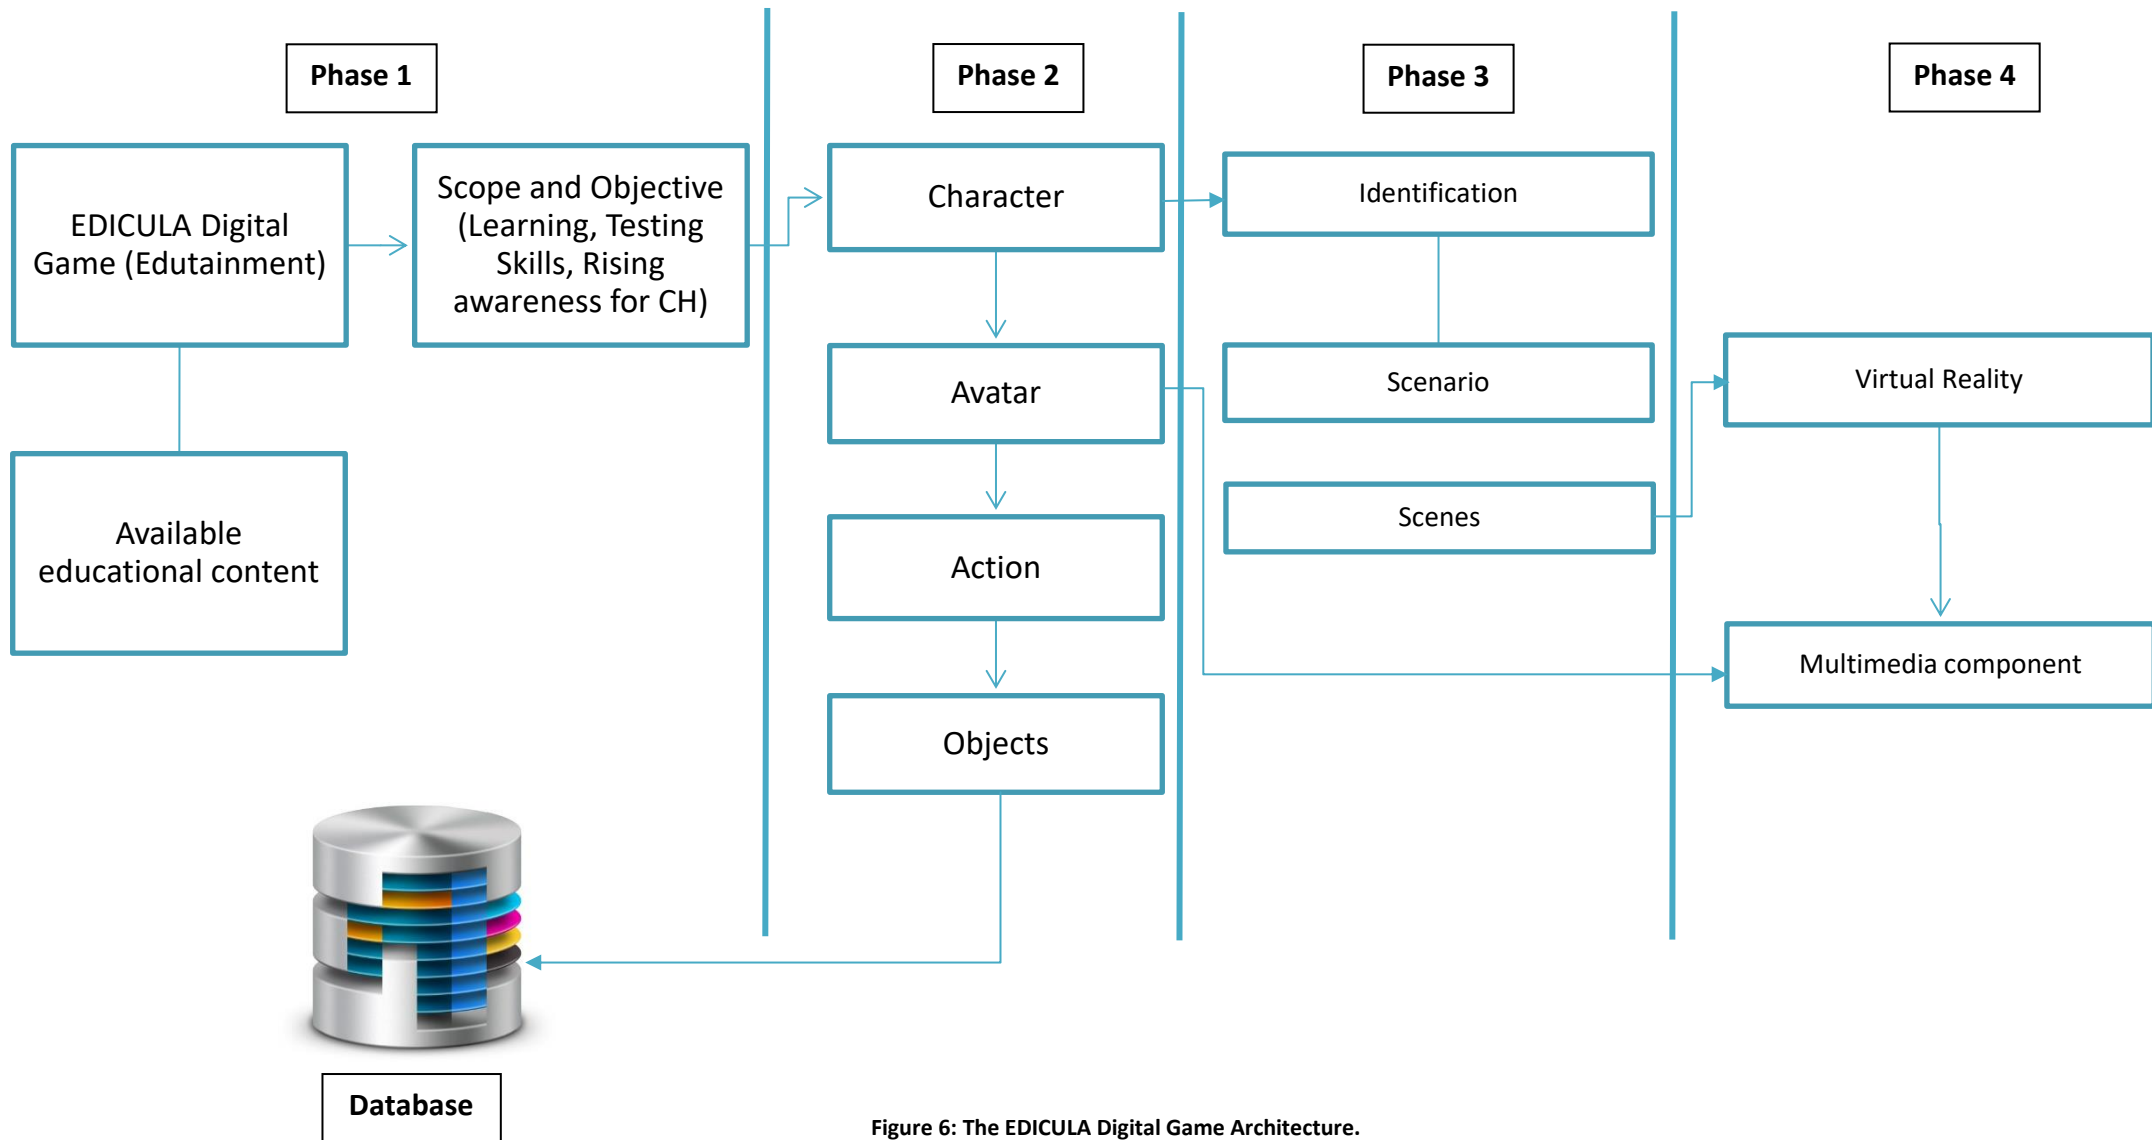 Phase 1
EDICULA Digital
Game (Edutainment)
Scope and Objective
(Learning, Testing
Skills, Rising
awareness for CH)
Available
educational content
Database
Phase 2
Character
Avatar
Action
Objects
Phase 3
Identification
Scenario
Scenes
Phase 4
Virtual Reality
Multimedia component
Figure 6: The EDICULA Digital Game Architecture.